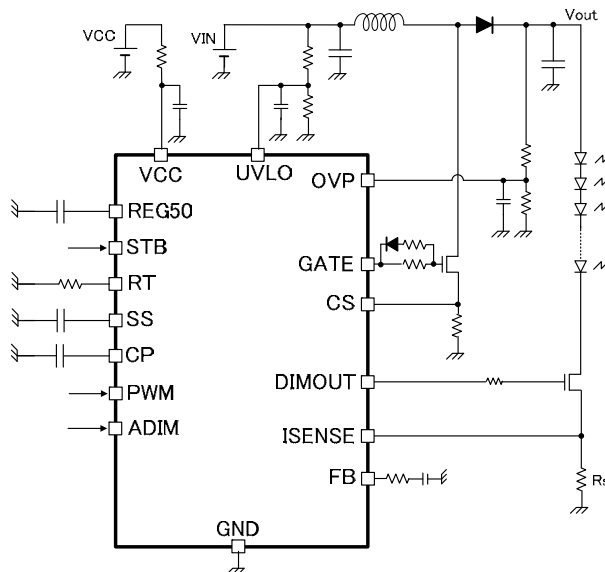 Vout
VCC
VIN
VCC
UVLO
OVP
REG50
STB
GATE
RT
CS
SS
CP
DIMOUT
PWM
ADIM
ISENSE
FB
Rs
GND